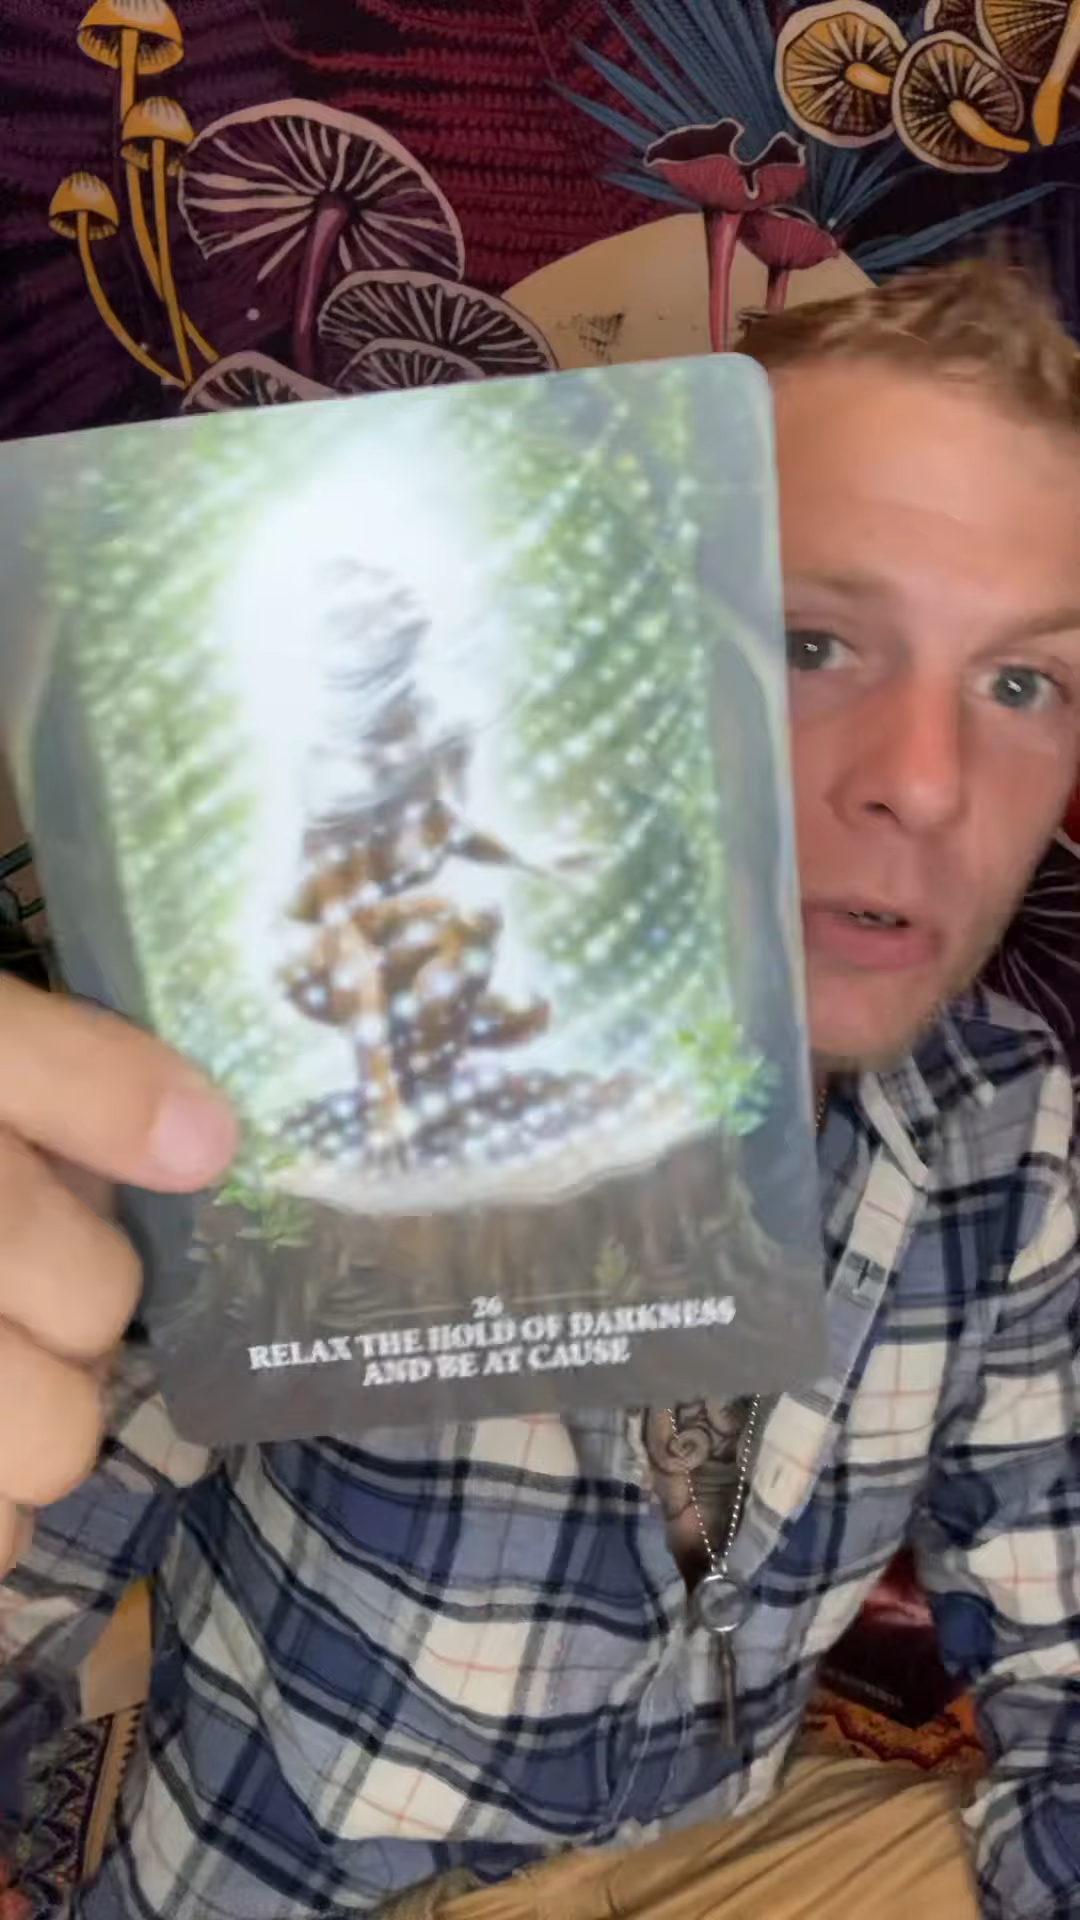 26
RELAX THE HOLD OF DARKNESS
AND BE AT CAUSE